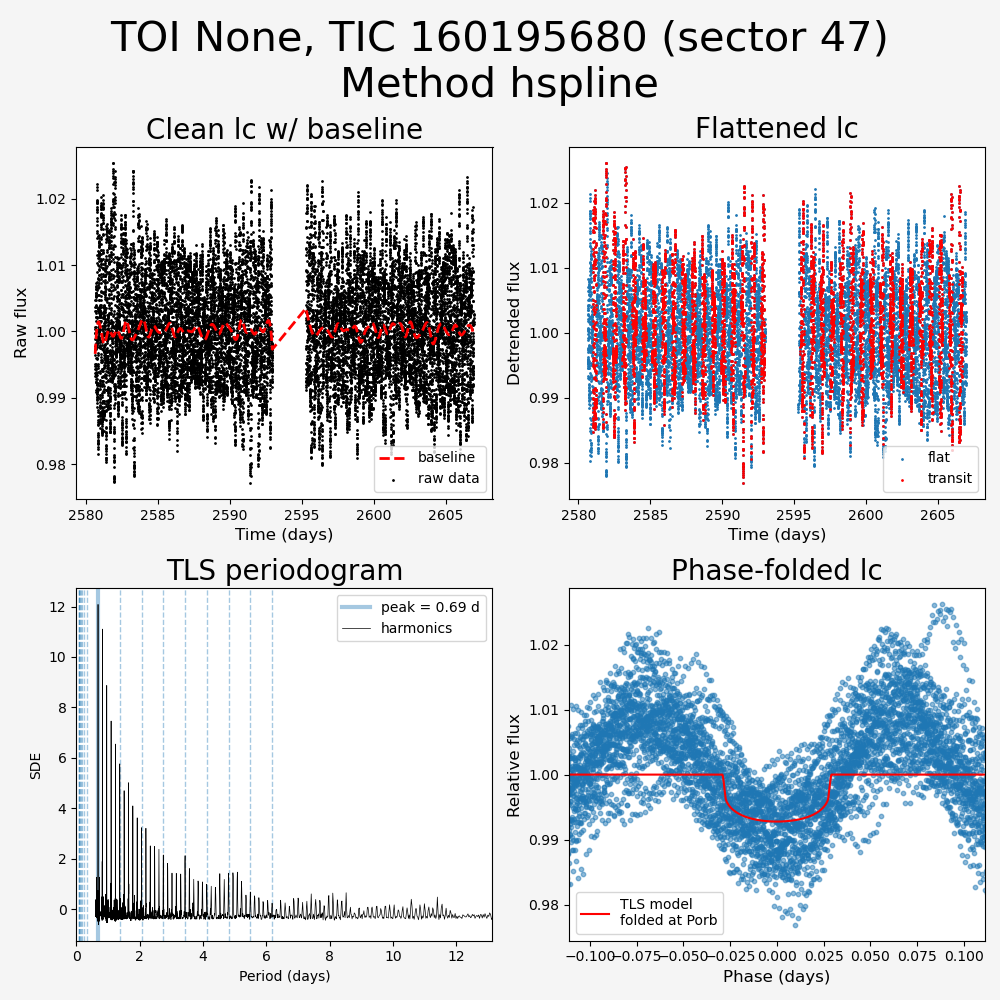 TOI None, TIC 160195680 (sector 47)
Method hspline
Clean lc w/ baseline
Raw flux
1.02
1.01
1.00
0.99
0.98
baseline
raw data
2580
2585
2590
2595
2600
2605
Time (days)
Flattened lc
Detrended flux
1.02
1.01
1.00
0.99
0.98
flat
transit
2580
2585
2590
2595
2600
2605
Time (days)
TLS periodogram
SDE
12
10
8
6
4
2
0
peak = 0.69 d
harmonics
0
2
4
6
8
10
12
Period (days)
Phase-folded lc
Relative flux
1.02
1.01
1.00
0.99
0.98
TLS model
folded at Porb
−0.100
−0.075
−0.050
−0.025
0.000
0.025
0.050
0.075
0.100
Phase (days)